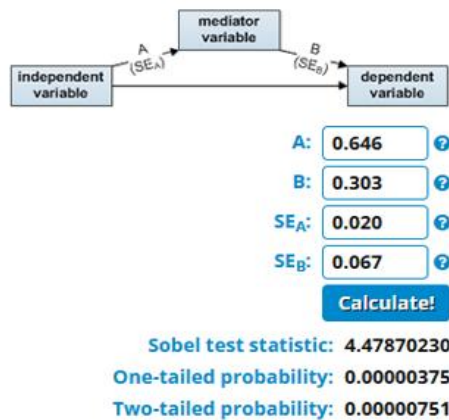 mediator
variable
A
(SEA)
B
(SEB)
independent
variable
dependent
variable
A: 0.646 ?
B: 0.303 ?
SEA: 0.020 ?
SEB: 0.067 ?
Calculate!
Sobel test statistic: 4.47870230
One-tailed probability: 0.00000375
Two-tailed probability: 0.00000751